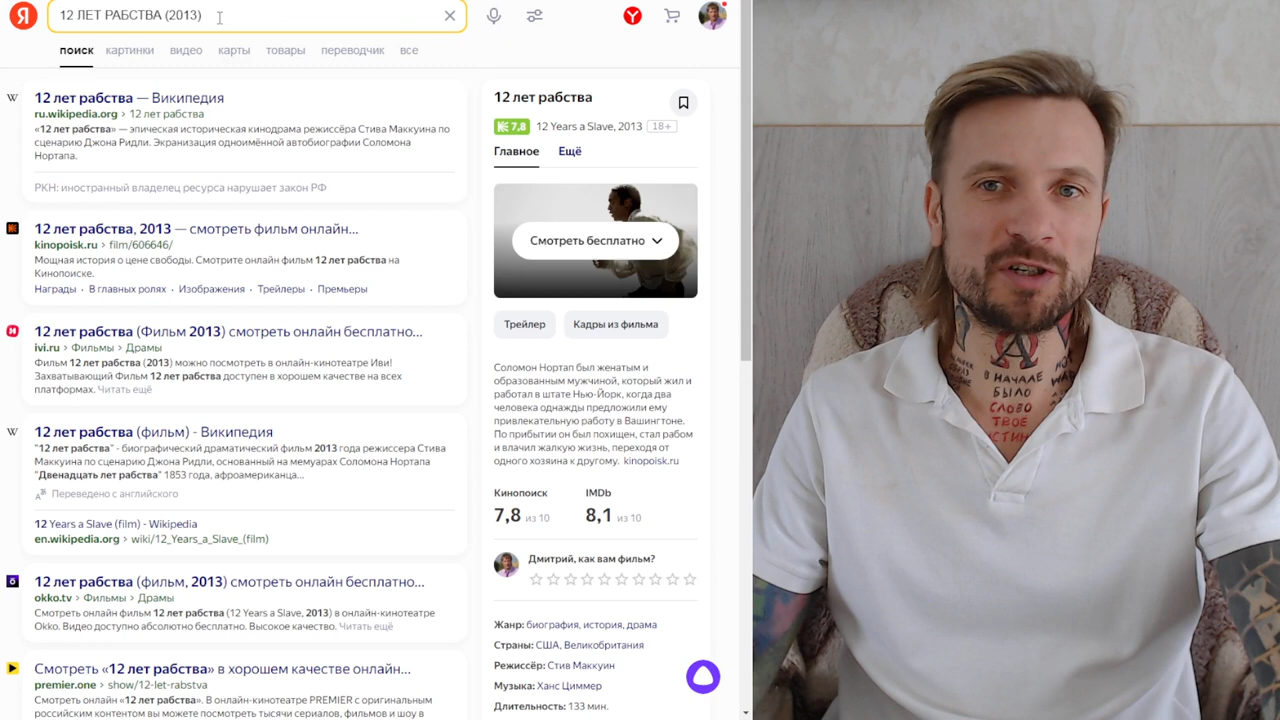 Я
12 ЛЕТ РАБСТВА (2013)
поиск
картинки
видео
карты
товары
переводчик
все
W
12 лет рабства — Википедия
ru.wikipedia.org › 12 лет рабства
«12 лет рабства» — эпическая историческая кинодрама режиссёра Стива Маккуина по
сценарию Джона Ридли. Экранизация одноимённой автобиографии Соломона
Нортапа.
РКН: иностранный владелец ресурса нарушает закон РФ
12 лет рабства, 2013 — смотреть фильм онлайн...
kinopoisk.ru › film/606646/
Мощная история о цене свободы. Смотрите онлайн фильм 12 лет рабства на
Кинопоиске.
Награды · В главных ролях · Изображения · Трейлеры · Премьеры
12 лет рабства (Фильм 2013) смотреть онлайн бесплатно...
ivi.ru › Фильмы › Драмы
Фильм 12 лет рабства (2013) можно посмотреть в онлайн-кинотеатре Иви!
Захватывающий Фильм 12 лет рабства доступен в хорошем качестве на всех
платформах. Читать ещё
W
12 лет рабства (фильм) - Википедия
"12 лет рабства" - биографический драматический фильм 2013 года режиссера Стива
Маккуина по сценарию Джона Ридли, основанный на мемуарах Соломона Нортапа
"Двенадцать лет рабства" 1853 года, афроамериканца...
Переведено с английского
12 Years a Slave (film) - Wikipedia
en.wikipedia.org › wiki/12_Years_a_Slave_(film)
12 лет рабства (фильм, 2013) смотреть онлайн бесплатно...
okko.tv › Фильмы › Драмы
Смотреть онлайн фильм 12 лет рабства (12 Years a Slave, 2013) в онлайн-кинотеатре
Okko. Видео доступно абсолютно бесплатно. Высокое качество. Читать ещё
Смотреть «12 лет рабства» в хорошем качестве онлайн...
premier.one › show/12-let-rabstva
Смотреть онлайн «12 лет рабства». В онлайн-кинотеатре PREMIER с оригинальным
российским контентом вы можете посмотреть тысячи сериалов, фильмов и шоу в
12 лет рабства
7,8 12 Years a Slave, 2013 18+
Главное
Ещё
Смотреть бесплатно
Трейлер
Кадры из фильма
Соломон Нортап был женатым и
образованным мужчиной, который жил и
работал в штате Нью-Йорк, когда два
человека однажды предложили ему
привлекательную работу в Вашингтоне.
По прибытии он был похищен, стал рабом
и влачил жалкую жизнь, переходя от
одного хозяина к другому. kinopoisk.ru
Кинопоиск
IMDb
7,8 из 10
8,1 из 10
Дмитрий, как вам фильм?
Жанр: биография, история, драма
Страны: США, Великобритания
Режиссёр: Стив Маккуин
Музыка: Ханс Циммер
Длительность: 133 мин.
В НАЧАЛЕ
БЫЛО
СЛОВО
ТВОЁ